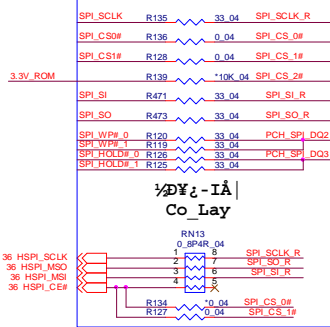 SPI_SCLK R135 33_04 SPI_SCLK_R
SPI_CS0# R136 0_04 SPI_CS_0#
SPI_CS1# R128 0_04 SPI_CS_1#
3.3V_ROM R139 *10K_04 SPI_CS_2#
SPI_SI R471 33_04 SPI_SI_R
SPI_SO R473 33_04 SPI_SO_R
SPI_WP#_0 R120 33_04 PCH_SPI_DQ2
SPI_WP#_1 R119 33_04
SPI_HOLD#_0 R126 33_04 PCH_SPI_DQ3
SPI_HOLD#_1 R125 33_04
½Ð¥¿-IÅ|
Co_Lay
RN13
0_8P4R_04
36 HSPI_SCLK 1 8 SPI_SCLK_R
36 HSPI_MSO 2 7 SPI_SO_R
36 HSPI_MSI 3 6 SPI_SI_R
36 HSPI_CE# 4 5
R134 *0_04 SPI_CS_0#
R127 0_04 SPI_CS_1#